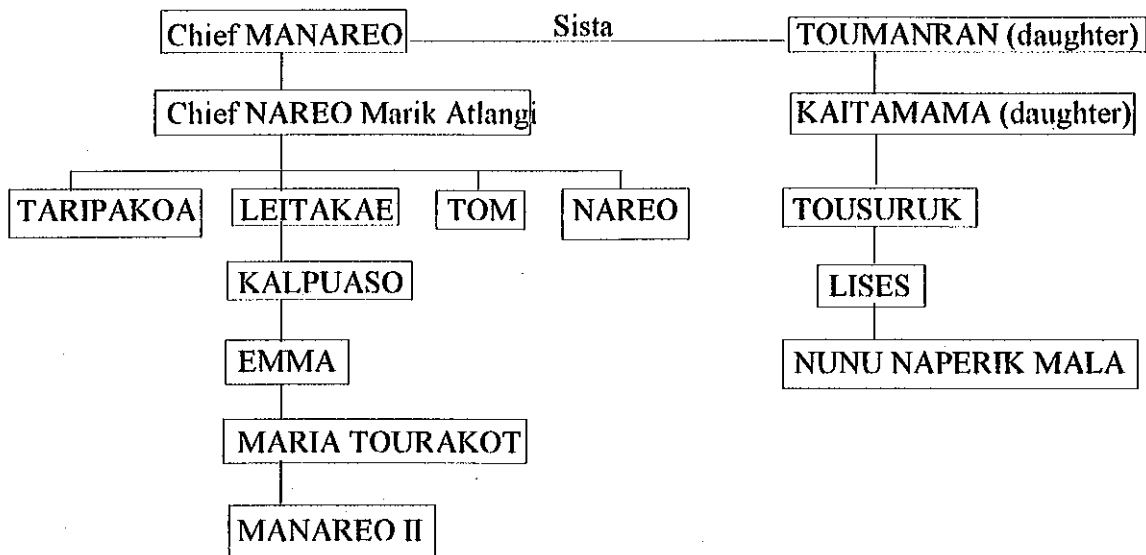 Chief MANAREO Sista TOUMANRAN (daughter)
Chief NAREO Marik Atlangi KAITAMAMA (daughter)
TARIPAKOA LEITAKAE TOM NAREO TOUSURUK
KALPUASO LISES
EMMA NUNU NAPERIK MALA
MARIA TOURAKOT
MANAREO II